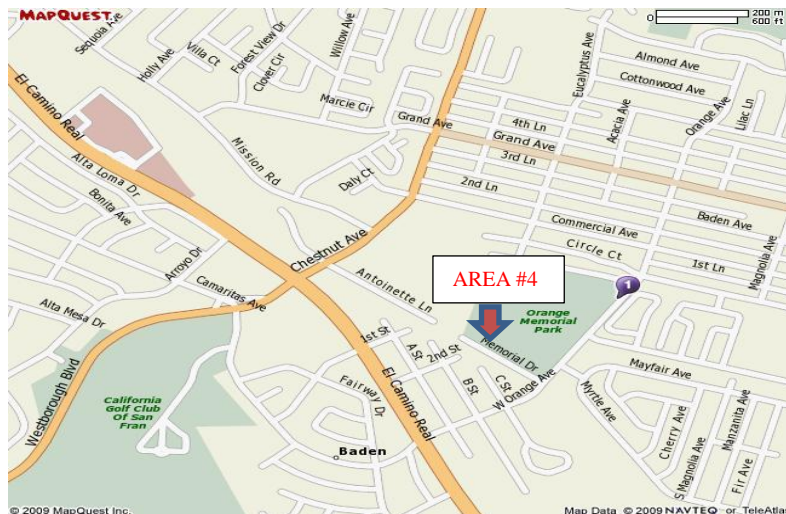 MAPQUEST
200 m
600 ft
Sequoia Ave
Holly Ave
Villa Ct
Forest View Dr
Clover Cir
Willow Ave
Marcie Cir
Eucalyptus Ave
Almond Ave
Cottonwood Ave
Acacia Ave
Orange Ave
Lilac Ln
El Camino Real
Mission Rd
Grand Ave
4th Ln
Grand Ave
3rd Ln
2nd Ln
Daly Ct
Alta Loma Dr
Bonita Ave
Arroyo Dr
Chestnut Ave
Commercial Ave
Baden Ave
Circle Ct
1st Ln
Magnolia Ave
Camaritas Ave
Antoinette Ln
AREA #4
1
Alta Mesa Dr
Orange
Memorial
Park
1st St
A St
2nd St
Memorial Dr
Westborough Blvd
California
Golf Club
Of San
Fran
Fairway Dr
El Camino Real
B St
C St
W Orange Ave
Mayfair Ave
Myrtle Ave
Cherry Ave
Manzanita Ave
S Magnolia Ave
Fir Ave
Baden
© 2009 MapQuest Inc.
Map Data © 2009 NAVTEQ or TeleAtlas